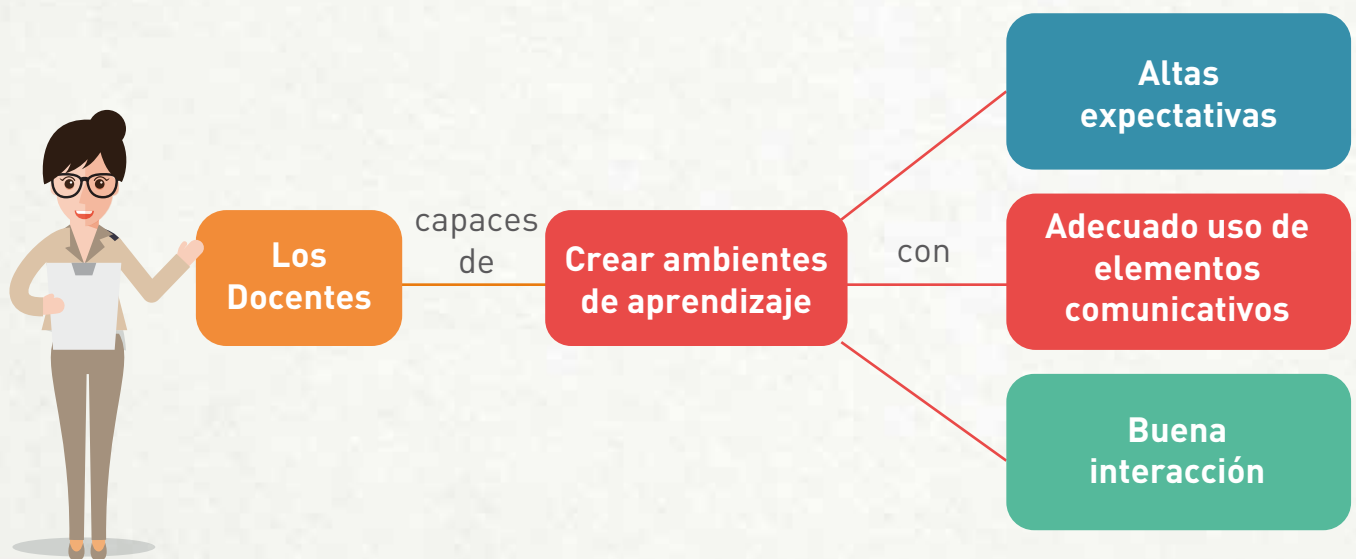 Los
Docentes
capaces
de
Crear ambientes
de aprendizaje
con
Altas
expectativas
Adecuado uso de
elementos
comunicativos
Buena
interacción